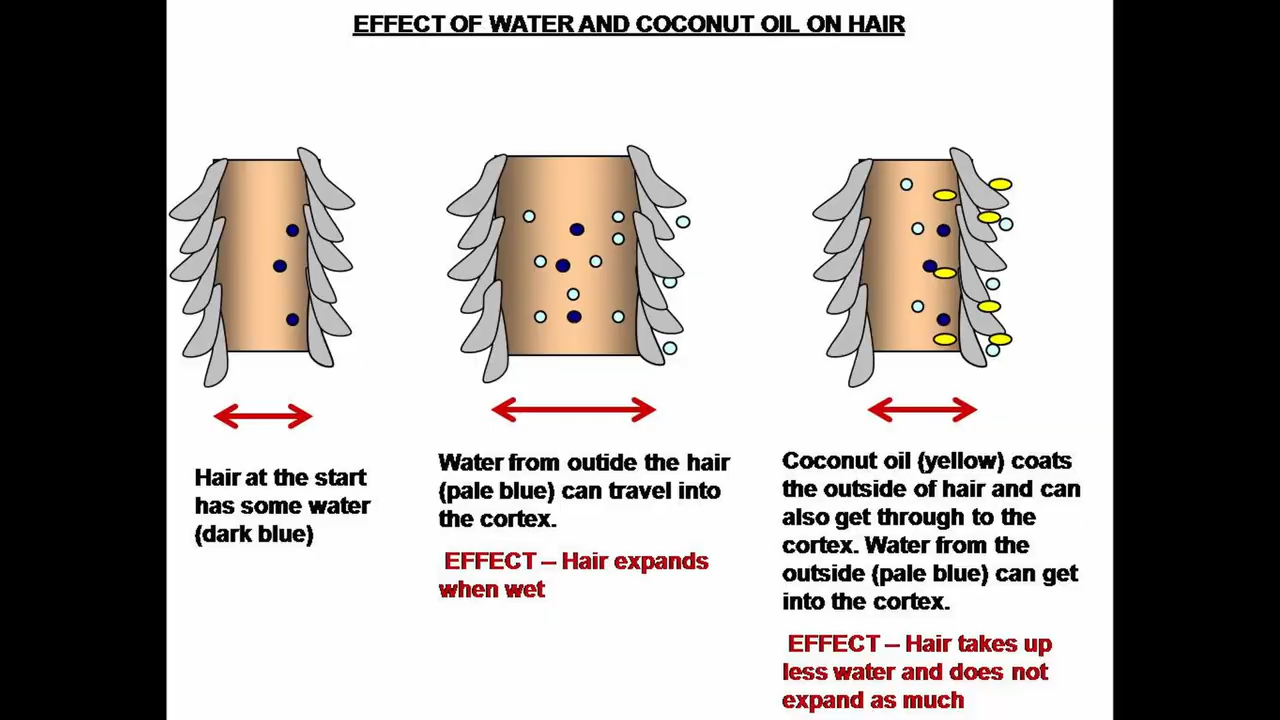 EFFECT OF WATER AND COCONUT OIL ON HAIR
Hair at the start
has some water
(dark blue)
Water from outide the hair
(pale blue) can travel into
the cortex.
EFFECT – Hair expands
when wet
Coconut oil (yellow) coats
the outside of hair and can
also get through to the
cortex. Water from the
outside (pale blue) can get
into the cortex.
EFFECT – Hair takes up
less water and does not
expand as much